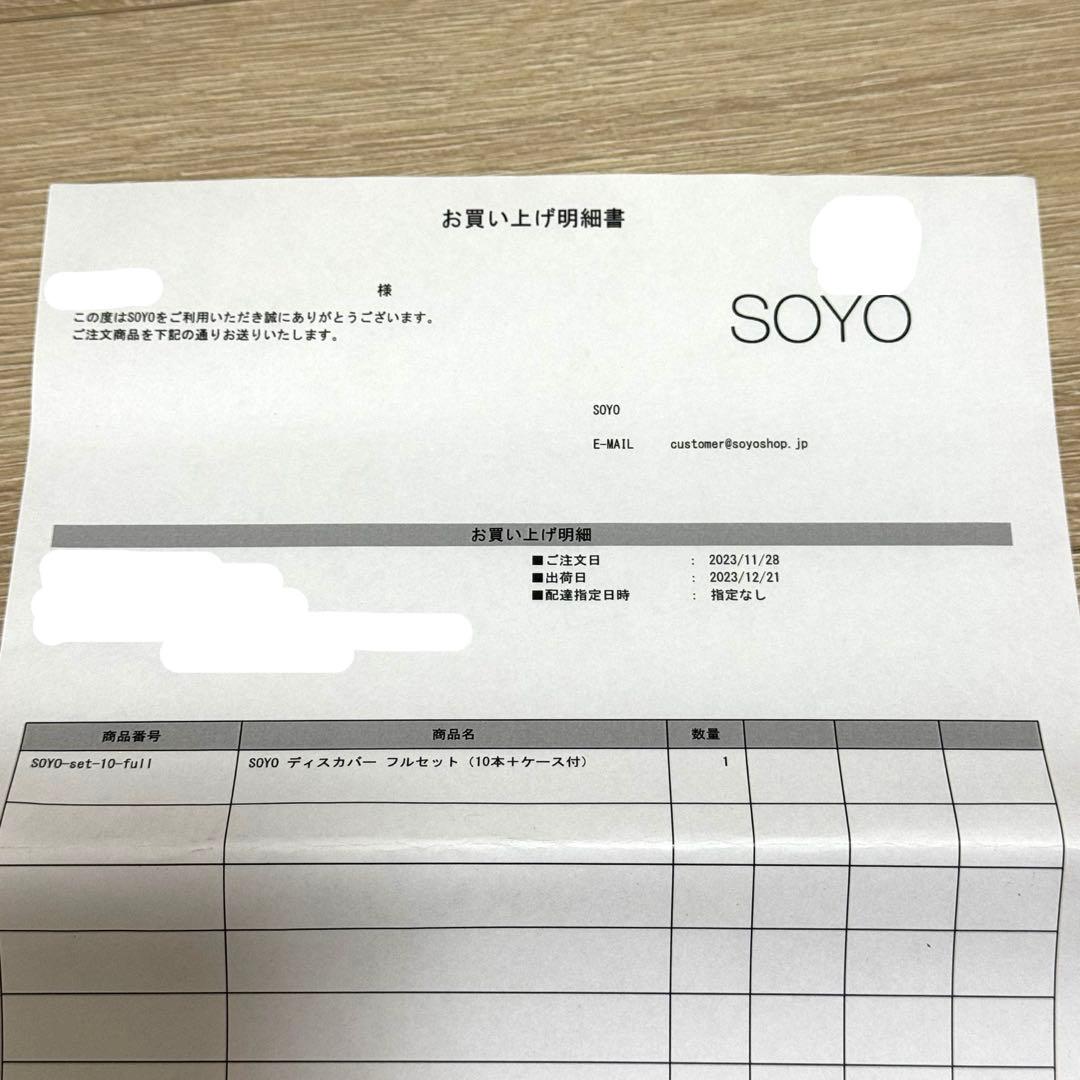 お買い上げ明細書
様
SOYO
この度はSOYOをご利用いただき誠にありがとうございます。
ご注文商品を下記の通りお送りいたします。
SOYO
E-MAIL customer@soyoshop.jp
お買い上げ明細
■ご注文日 : 2023/11/28
■出荷日 : 2023/12/21
■配達指定日時 : 指定なし
商品番号 商品名 数量
SOYO-set-10-full SOYO ディスカバー フルセット（10本＋ケース付） 1